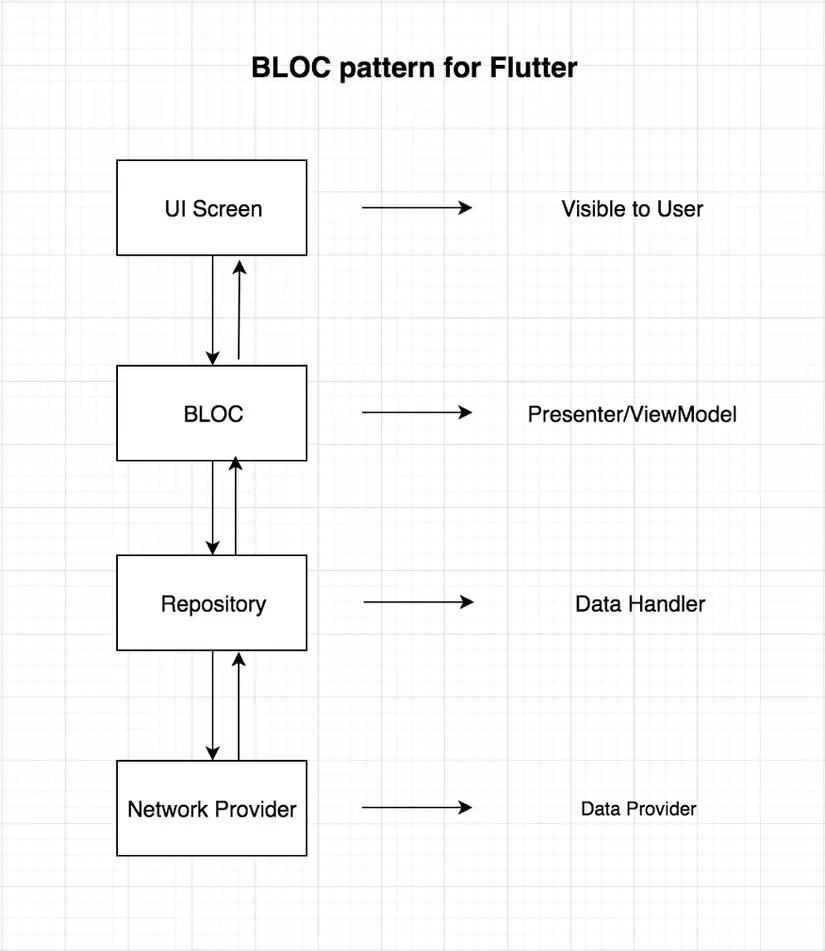 BLOC pattern for Flutter
UI Screen
Visible to User
BLOC
Presenter/ViewModel
Repository
Data Handler
Network Provider
Data Provider